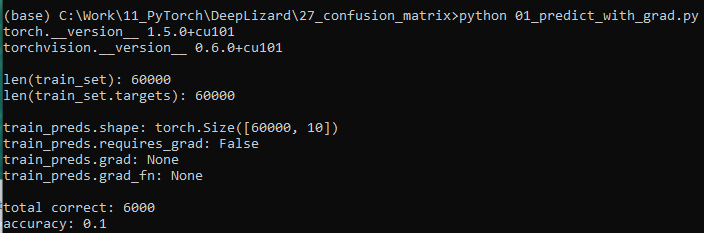 (base) C:\Work\11_PyTorch\DeepLizard\27_confusion_matrix>python 01_predict_with_grad.py
torch.__version__ 1.5.0+cu101
torchvision.__version__ 0.6.0+cu101
len(train_set): 60000
len(train_set.targets): 60000
train_preds.shape: torch.Size([60000, 10])
train_preds.requires_grad: False
train_preds.grad: None
train_preds.grad_fn: None
total correct: 6000
accuracy: 0.1